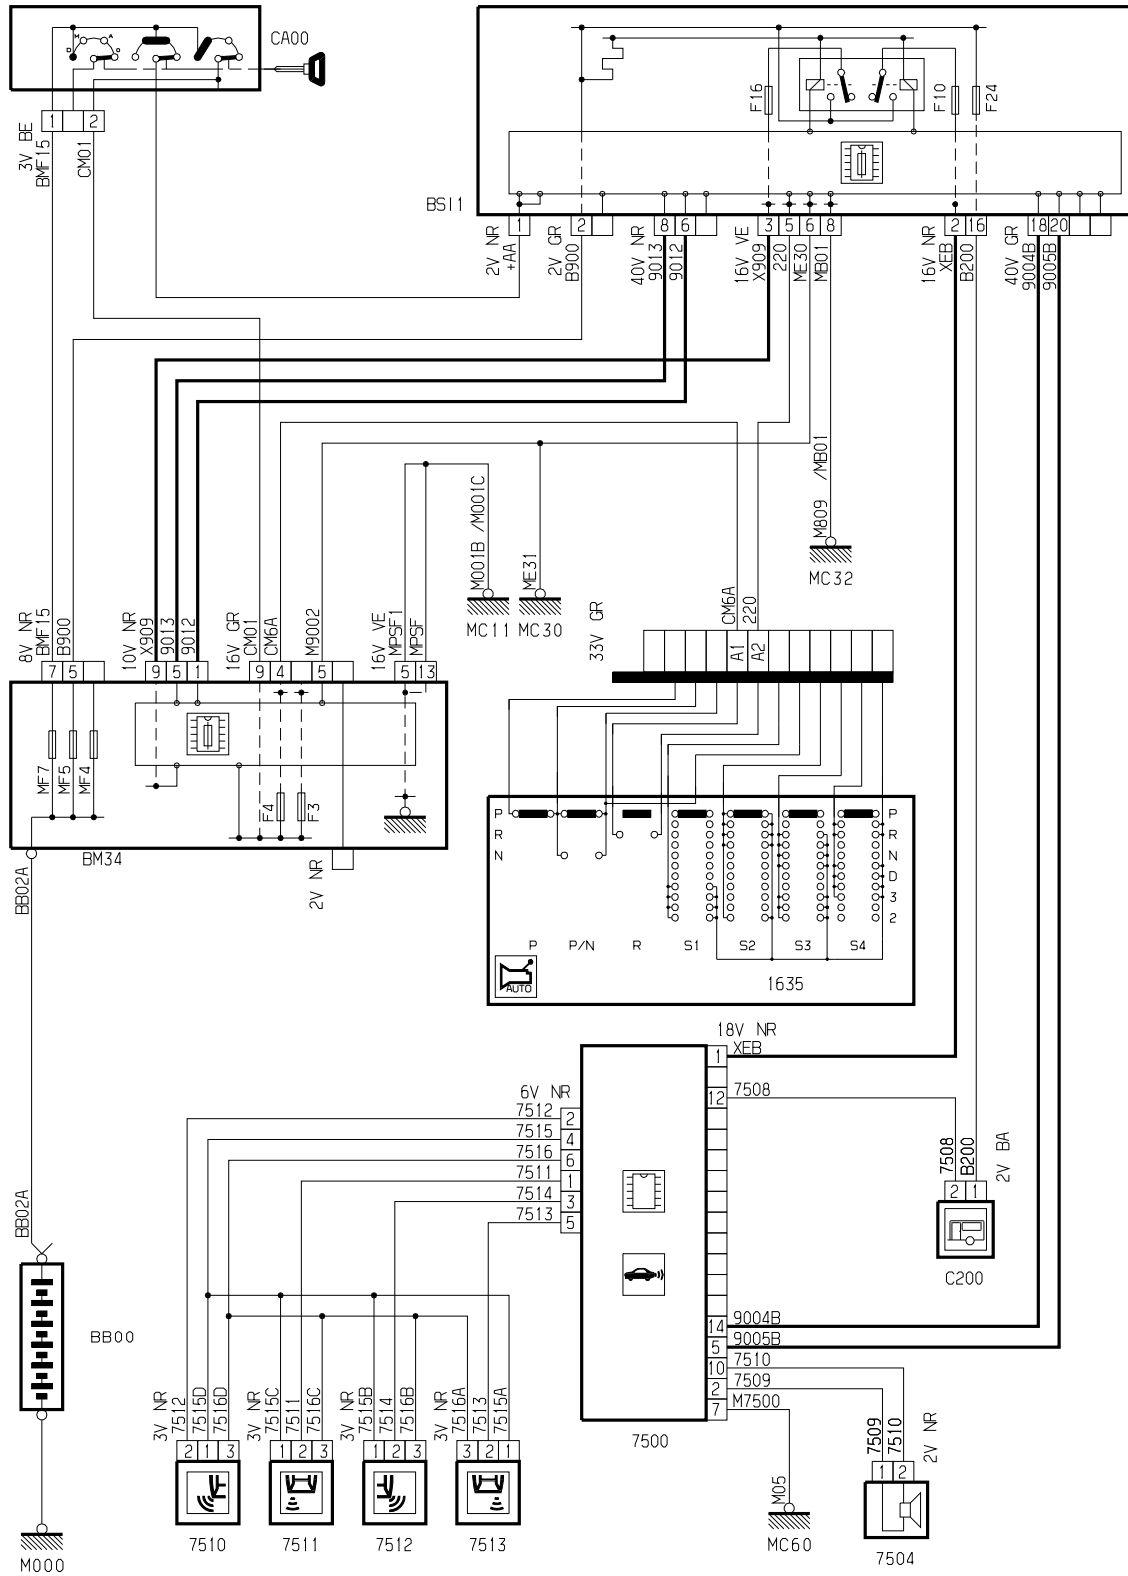 CA00
M A
D D
1 2
3V BE
BMF15
CM01
F16
F10
F24
BSI1
1 2 8 6 3 5 6 8 2 16 18 20
2V NR
+AA
2V GR
B900
40V NR
9013
9012
16V VE
X909
220
ME30
MB01
16V NR
XEB
B200
40V GR
9004B
9005B
M001B /M001C
ME31
M809 /MB01
MC32
MC11
MC30
8V NR
BMF15
B900
10V NR
X909
9013
9012
16V GR
CM01
CM6A
M9002
16V VE
MPSF1
MPSF
33V GR
CM6A
220
7 5 9 5 1 9 4 5 5 13
A1 A2
MF7
MF5
MF4
F4
F3
BM34
2V NR
BB02A
P P
R R
N N
D
3
2
P P/N R S1 S2 S3 S4
AUTO
1635
18V NR
1 XEB
12 7508
6V NR
7512 2
7515 4
7516 6
7511 1
7514 3
7513 5
7508
B200
2V BA
2 1
C200
BB02A
BB00
14 9004B
5 9005B
10 7510
2 7509
7 M7500
7500
3V NR
7512
7515D
7516D
3V NR
7515C
7511
7516C
3V NR
7515B
7514
7516B
3V NR
7516A
7513
7515A
2 1 3 1 2 3 1 2 3 3 2 1
7510 7511 7512 7513
M05
MC60
7509
7510
2V NR
1 2
7504
M000